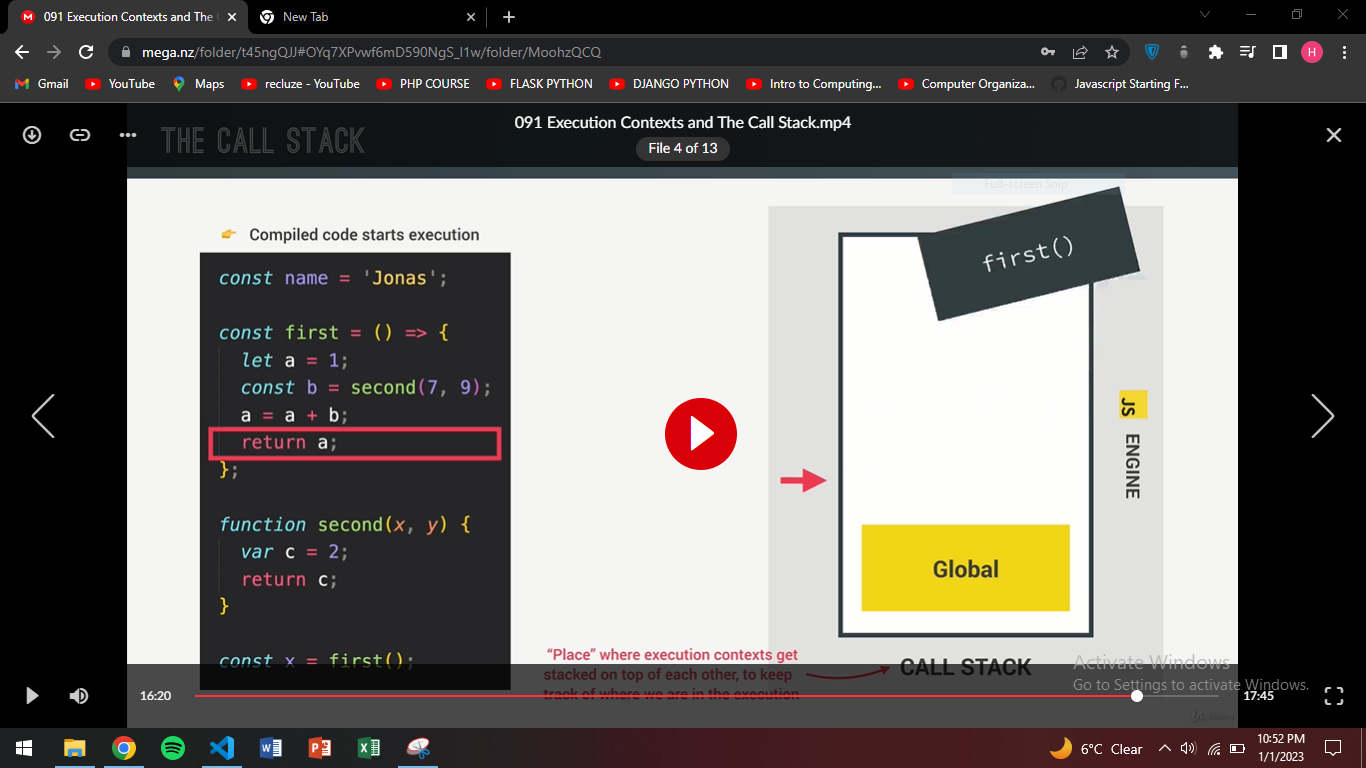 091 Execution Contexts and The
New Tab
mega.nz/folder/t45ngQJJ#OYq7XPvwf6mD590NgS_l1w/folder/MoohzQCQ
H
Gmail
YouTube
Maps
recluze - YouTube
PHP COURSE
FLASK PYTHON
DJANGO PYTHON
Intro to Computing...
Computer Organiza...
Javascript Starting F...
THE CALL STACK
091 Execution Contexts and The Call Stack.mp4
File 4 of 13
Full-screen Snip
Compiled code starts execution
const name = 'Jonas';
const first = () => {
let a = 1;
const b = second(7, 9);
a = a + b;
return a;
};
function second(x, y) {
var c = 2;
return c;
}
const x = first();
first()
Global
JS
ENGINE
CALL STACK
“Place” where execution contexts get
stacked on top of each other, to keep
track of where we are in the execution
Activate Windows
Go to Settings to activate Windows.
16:20
17:45
6°C Clear
10:52 PM
1/1/2023